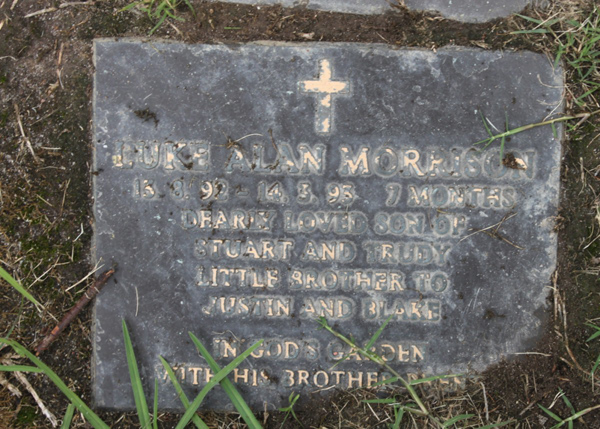 LUKE ALAN MORRISON
13. 8. 92 - 14. 3. 93 7 MONTHS
DEARLY LOVED SON OF
STUART AND TRUDY
LITTLE BROTHER TO
JUSTIN AND BLAKE
IN GOD'S GARDEN
WITH HIS BROTHER